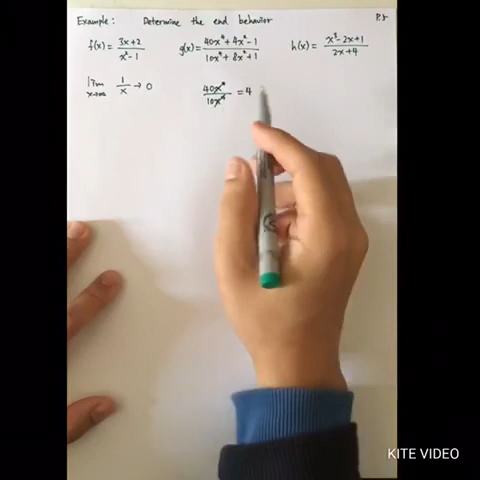 Example: Determine the end behavior P.5
f(x) = 3x+2 / x²-1 g(x) = 40x⁴+4x²-1 / 10x⁴+8x²+1 h(x) = x³-2x+1 / 2x+4
lim x→∞ 1/x → 0 40x⁴ / 10x⁴ = 4
KITE VIDEO